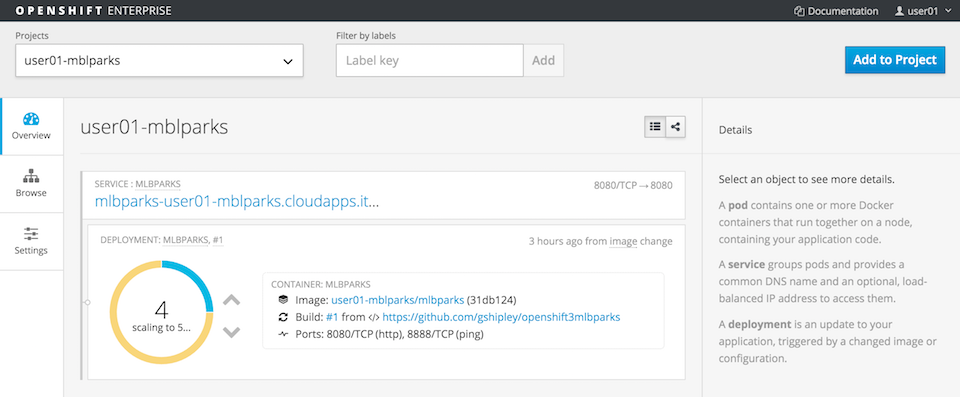 OPENSHIFT ENTERPRISE
Documentation
user01
Projects
Filter by labels
user01-mblparks
Label key
Add
Add to Project
Overview
Browse
Settings
user01-mblparks
SERVICE : MLBPARKS
8080/TCP → 8080
mlbparks-user01-mblparks.cloudapps.it...
DEPLOYMENT: MLBPARKS, #1
3 hours ago from image change
4
scaling to 5...
CONTAINER: MLBPARKS
Image: user01-mblparks/mlbparks (31db124)
Build: #1 from </> https://github.com/gshipley/openshift3mlbparks
Ports: 8080/TCP (http), 8888/TCP (ping)
Details
Select an object to see more details.
A pod contains one or more Docker
containers that run together on a node,
containing your application code.
A service groups pods and provides a
common DNS name and an optional, load-
balanced IP address to access them.
A deployment is an update to your
application, triggered by a changed image or
configuration.